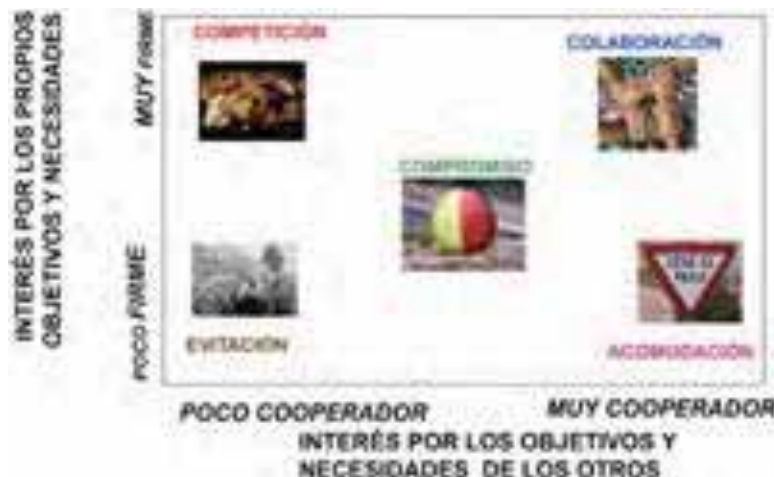 INTERÉS POR LOS PROPIOS
OBJETIVOS Y NECESIDADES
MUY FIRME
POCO FIRME
COMPETICIÓN
COLABORACIÓN
COMPROMISO
EVITACIÓN
ACOMODACIÓN
POCO COOPERADOR
MUY COOPERADOR
INTERÉS POR LOS OBJETIVOS Y
NECESIDADES DE LOS OTROS